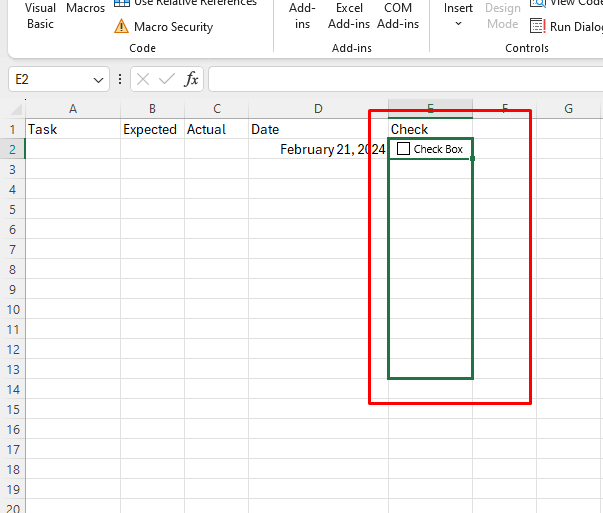 Use Relative References
Visual Basic
Macros
Macro Security
Code
Add-ins
Excel Add-ins
COM Add-ins
Add-ins
Insert
Design Mode
View Code
Run Dialog
Controls
E2
fx
A B C D E F G H
1 Task Expected Actual Date Check
2 February 21, 2024 Check Box
3
4
5
6
7
8
9
10
11
12
13
14
15
16
17
18
19
20